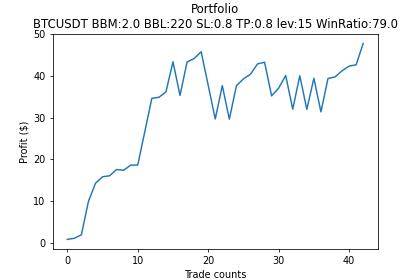 Portfolio
BTCUSDT BBM:2.0 BBL:220 SL:0.8 TP:0.8 lev:15 WinRatio:79.0
50
40
30
20
10
0
Profit ($)
0 10 20 30 40
Trade counts